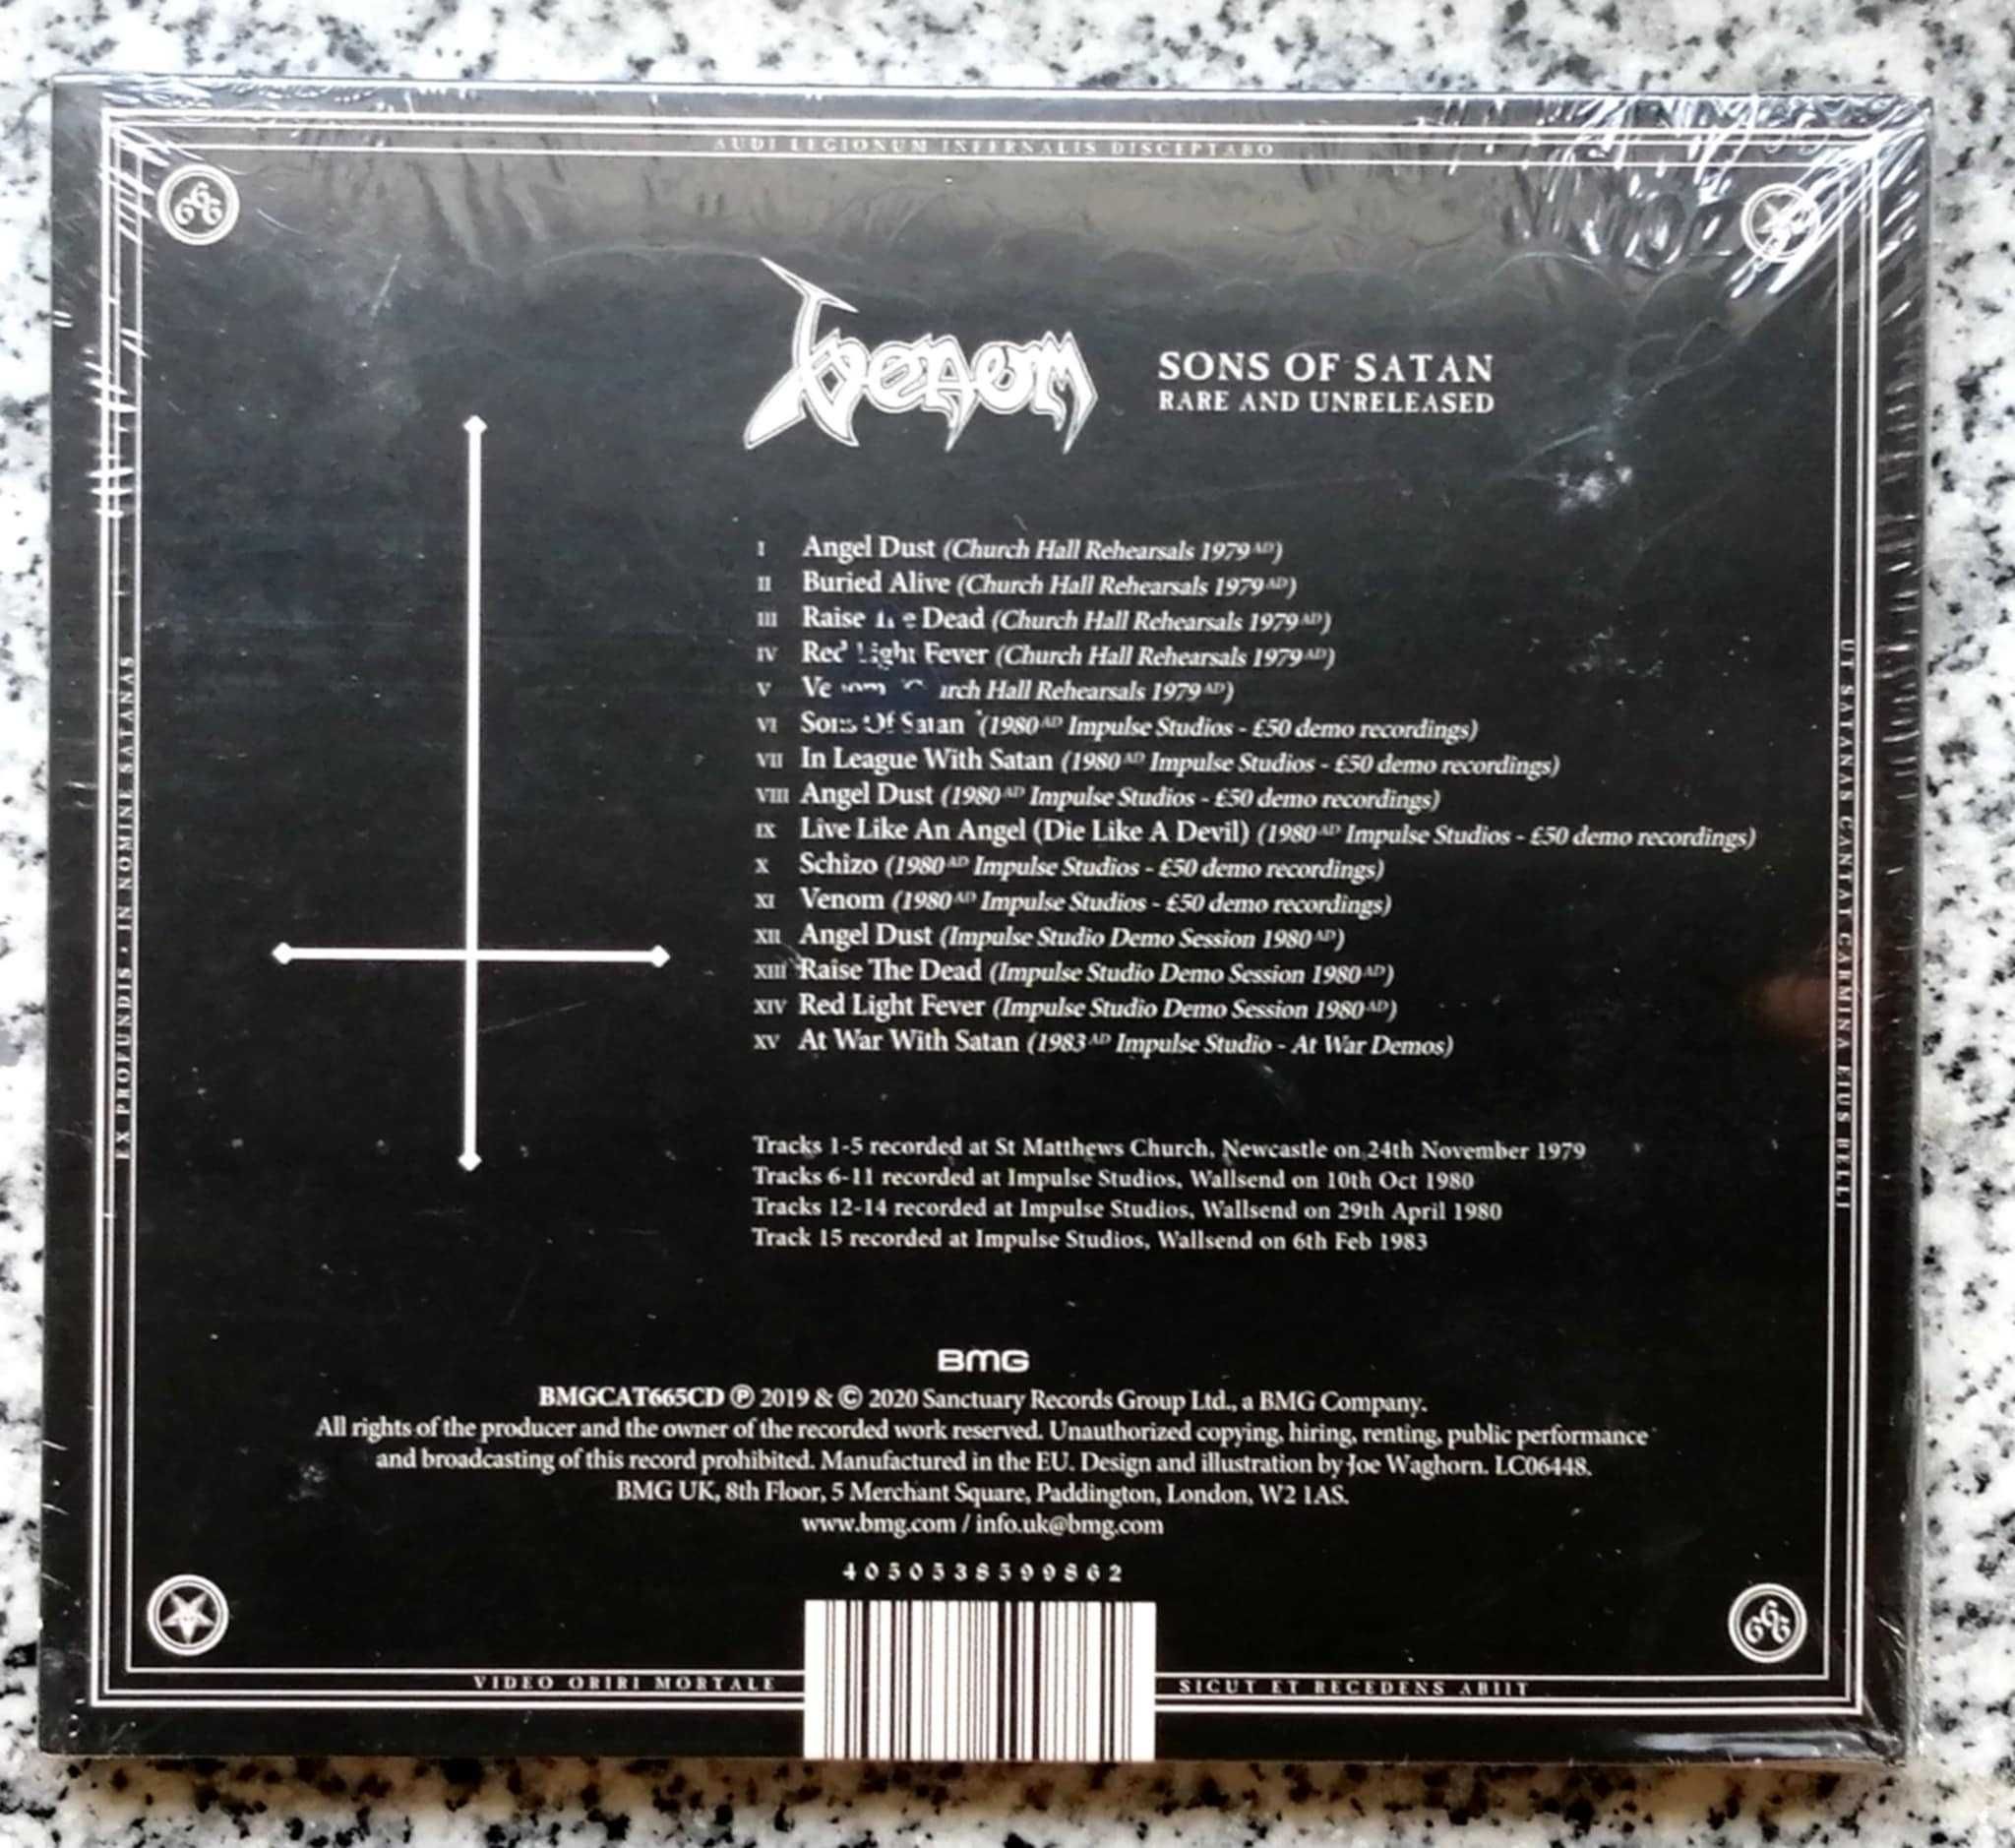 AUDI LEGIONUM INFERNALIS DISCEPTABO
666
Venom
SONS OF SATAN
RARE AND UNRELEASED
I Angel Dust (Church Hall Rehearsals 1979 AD)
II Buried Alive (Church Hall Rehearsals 1979 AD)
III Raise The Dead (Church Hall Rehearsals 1979 AD)
IV Red Light Fever (Church Hall Rehearsals 1979 AD)
V Venom (Church Hall Rehearsals 1979 AD)
VI Sons Of Satan (1980 AD Impulse Studios - £50 demo recordings)
VII In League With Satan (1980 AD Impulse Studios - £50 demo recordings)
VIII Angel Dust (1980 AD Impulse Studios - £50 demo recordings)
IX Live Like An Angel (Die Like A Devil) (1980 AD Impulse Studios - £50 demo recordings)
X Schizo (1980 AD Impulse Studios - £50 demo recordings)
XI Venom (1980 AD Impulse Studios - £50 demo recordings)
XII Angel Dust (Impulse Studio Demo Session 1980 AD)
XIII Raise The Dead (Impulse Studio Demo Session 1980 AD)
XIV Red Light Fever (Impulse Studio Demo Session 1980 AD)
XV At War With Satan (1983 AD Impulse Studio - At War Demos)
Tracks 1-5 recorded at St Matthews Church, Newcastle on 24th November 1979
Tracks 6-11 recorded at Impulse Studios, Wallsend on 10th Oct 1980
Tracks 12-14 recorded at Impulse Studios, Wallsend on 29th April 1980
Track 15 recorded at Impulse Studios, Wallsend on 6th Feb 1983
EX PROFUNDIS · IN NOMINE SATANAS
UT SATANAS CANTAT CARMINA EIUS BELLI
BMG
BMGCAT665CD ℗ 2019 & © 2020 Sanctuary Records Group Ltd., a BMG Company.
All rights of the producer and the owner of the recorded work reserved. Unauthorized copying, hiring, renting, public performance
and broadcasting of this record prohibited. Manufactured in the EU. Design and illustration by Joe Waghorn. LC06448.
BMG UK, 8th Floor, 5 Merchant Square, Paddington, London, W2 1AS.
www.bmg.com / info.uk@bmg.com
4050538599862
666
VIDEO ORIRI MORTALE
SICUT ET RECEDENS ABIIT